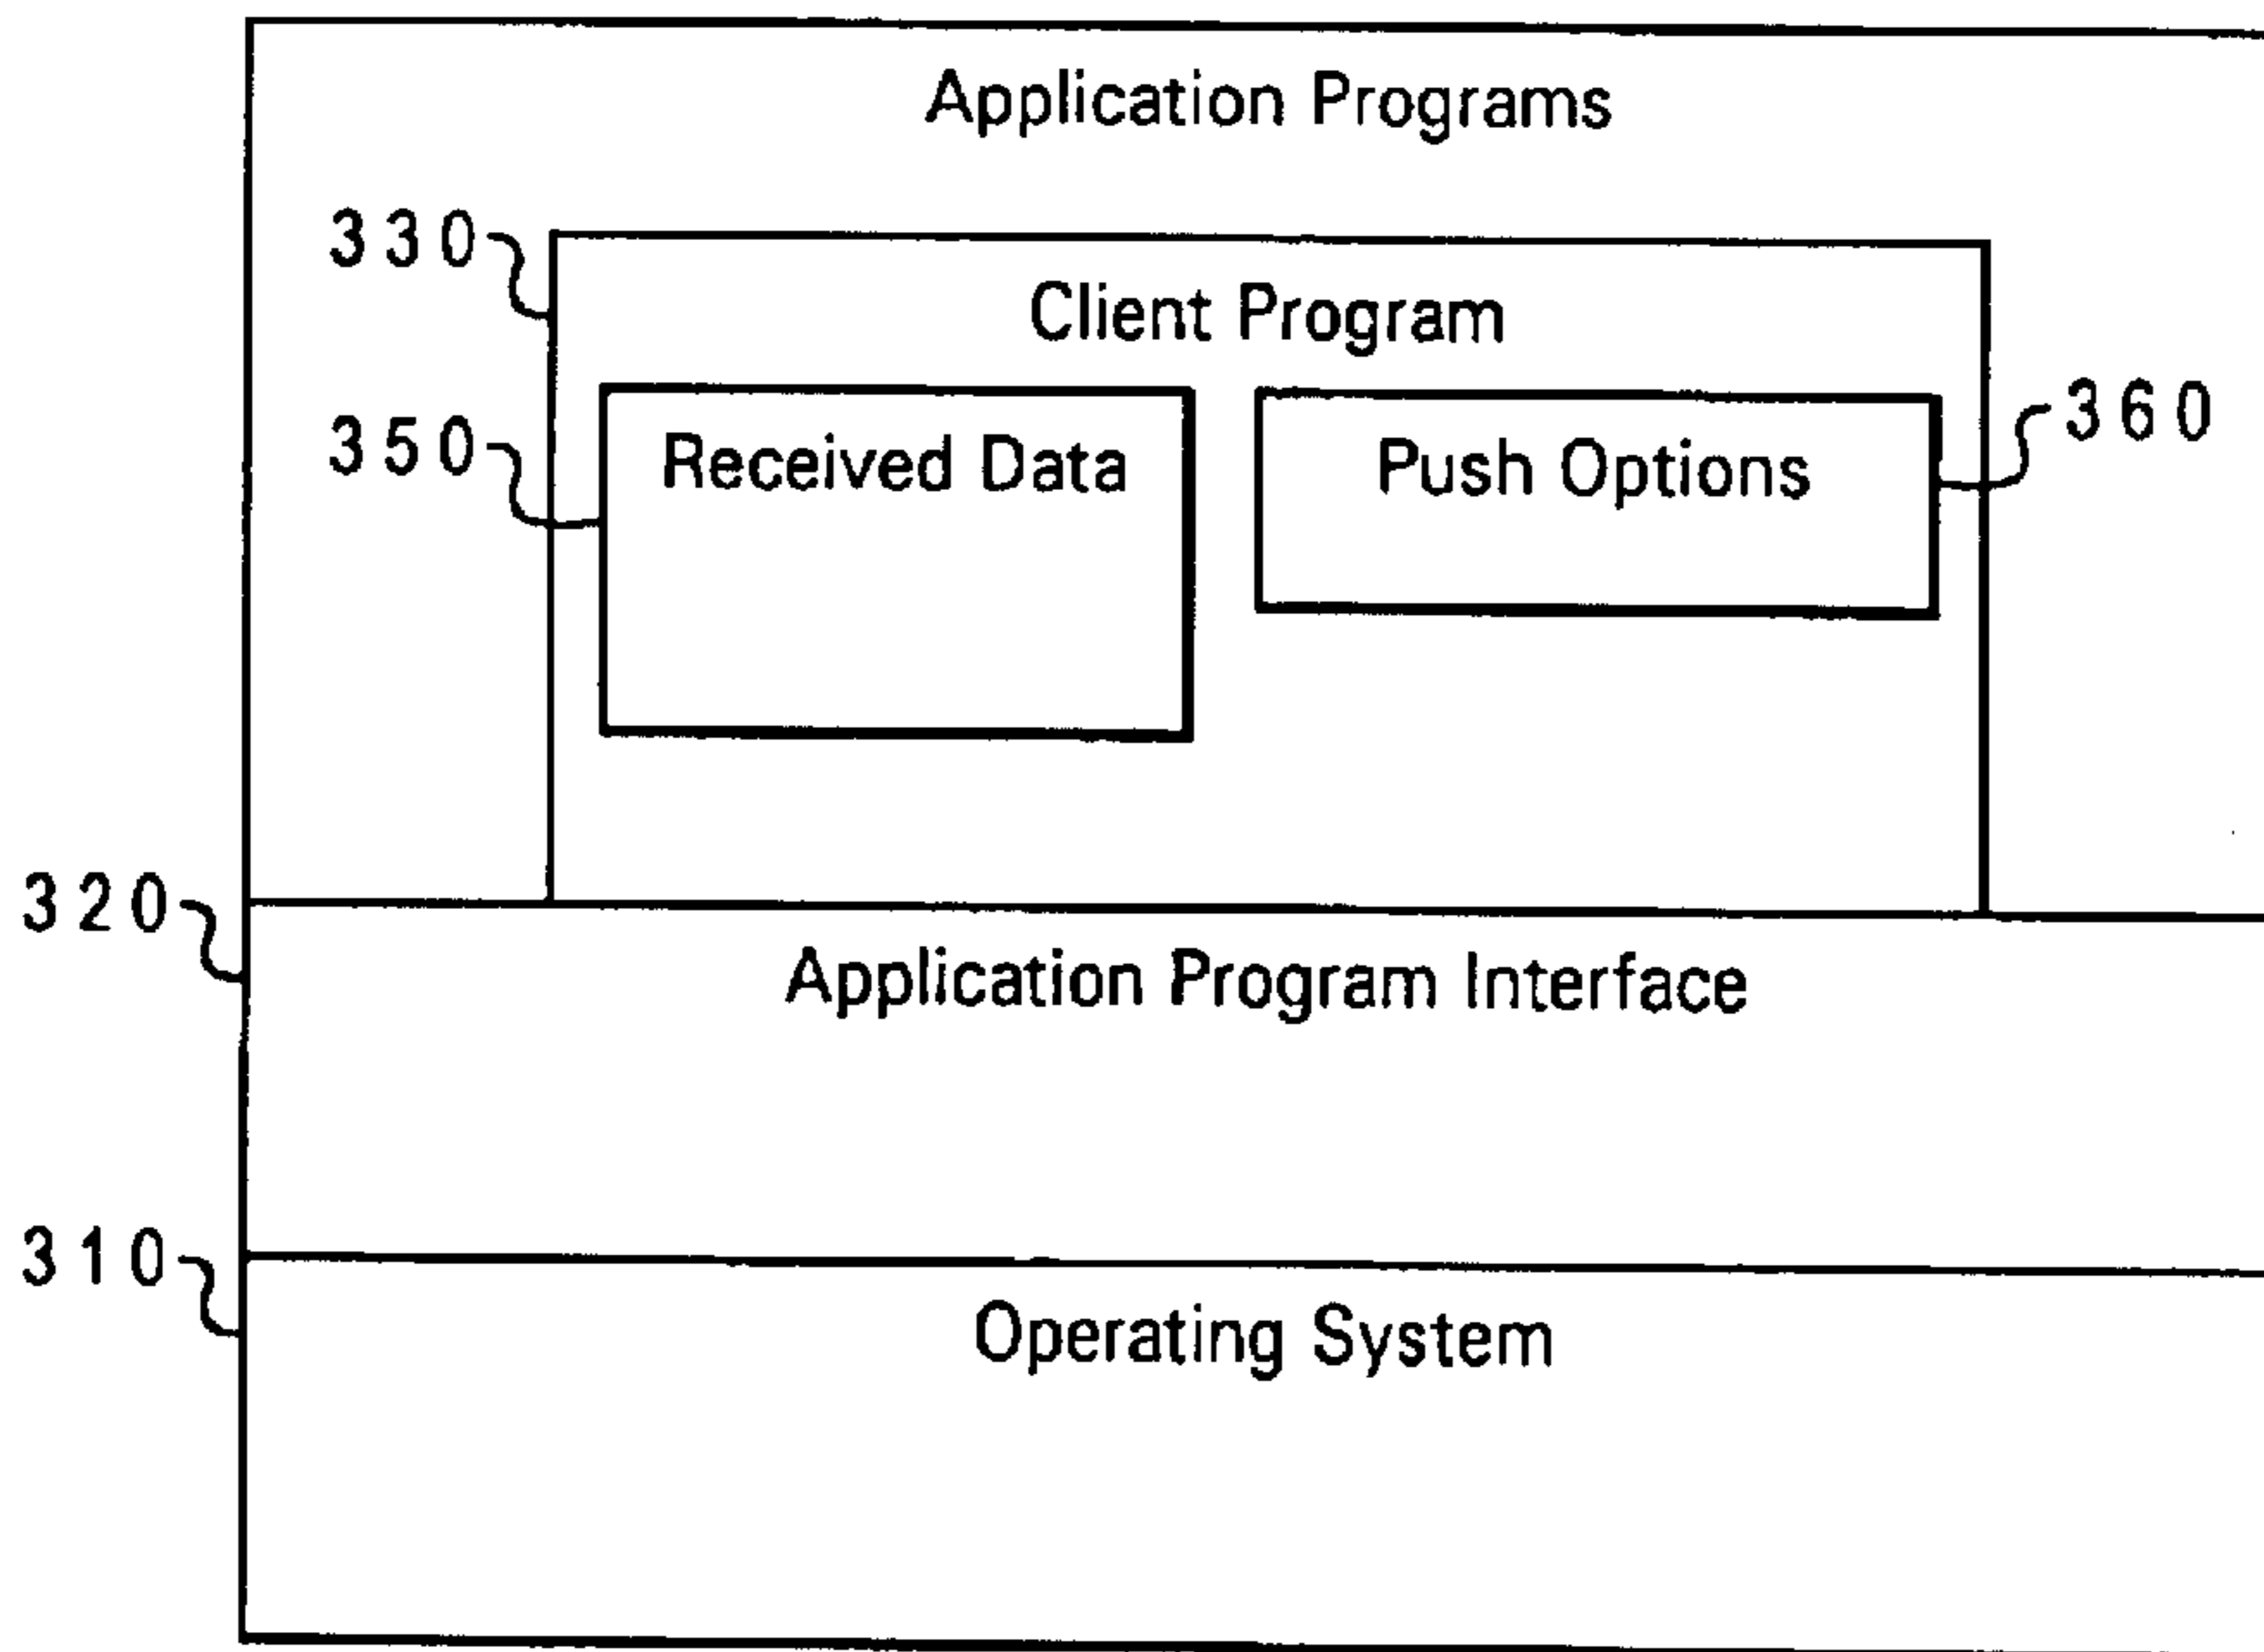 Application Programs
330
Client Program
350
Received Data
Push Options
360
320
Application Program Interface
310
Operating System